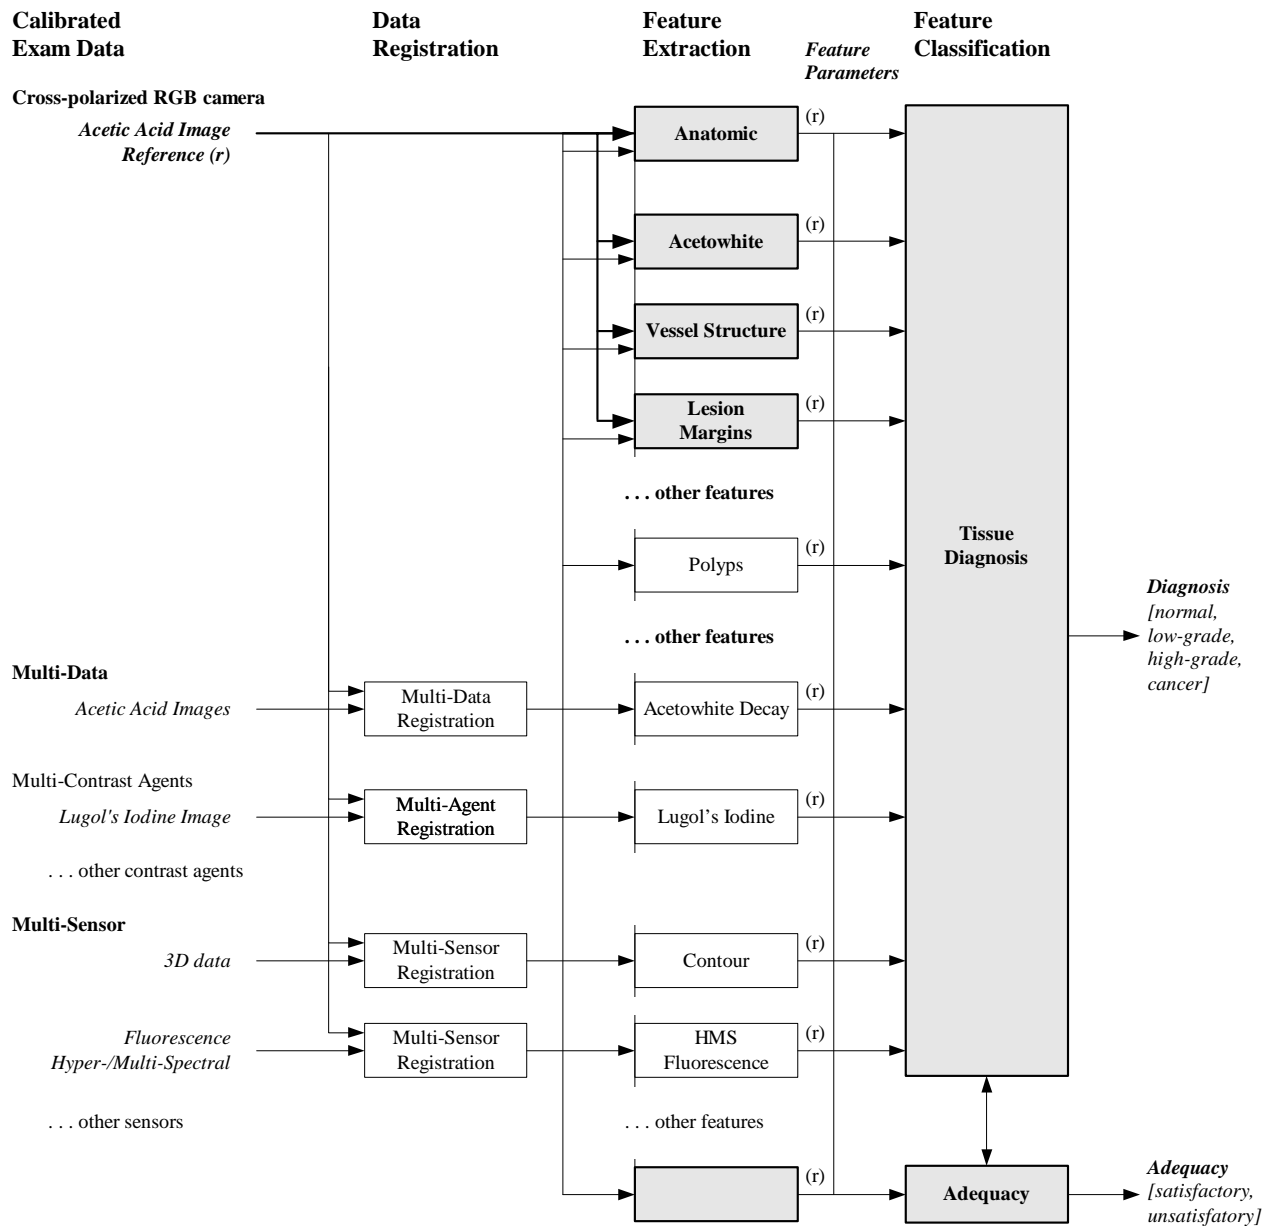 Calibrated
Exam Data
Data
Registration
Feature
Extraction
Feature
Parameters
Feature
Classification
Cross-polarized RGB camera
Acetic Acid Image
Reference (r)
Anatomic
(r)
Acetowhite
(r)
Vessel Structure
(r)
Lesion
Margins
(r)
. . . other features
Polyps
(r)
. . . other features
Tissue
Diagnosis
Diagnosis
[normal,
low-grade,
high-grade,
cancer]
Multi-Data
Acetic Acid Images
Multi-Data
Registration
Acetowhite Decay
(r)
Multi-Contrast Agents
Lugol's Iodine Image
Multi-Agent
Registration
Lugol’s Iodine
(r)
. . . other contrast agents
Multi-Sensor
3D data
Multi-Sensor
Registration
Contour
(r)
Fluorescence
Hyper-/Multi-Spectral
Multi-Sensor
Registration
HMS
Fluorescence
(r)
. . . other sensors
. . . other features
(r)
Adequacy
Adequacy
[satisfactory,
unsatisfatory]